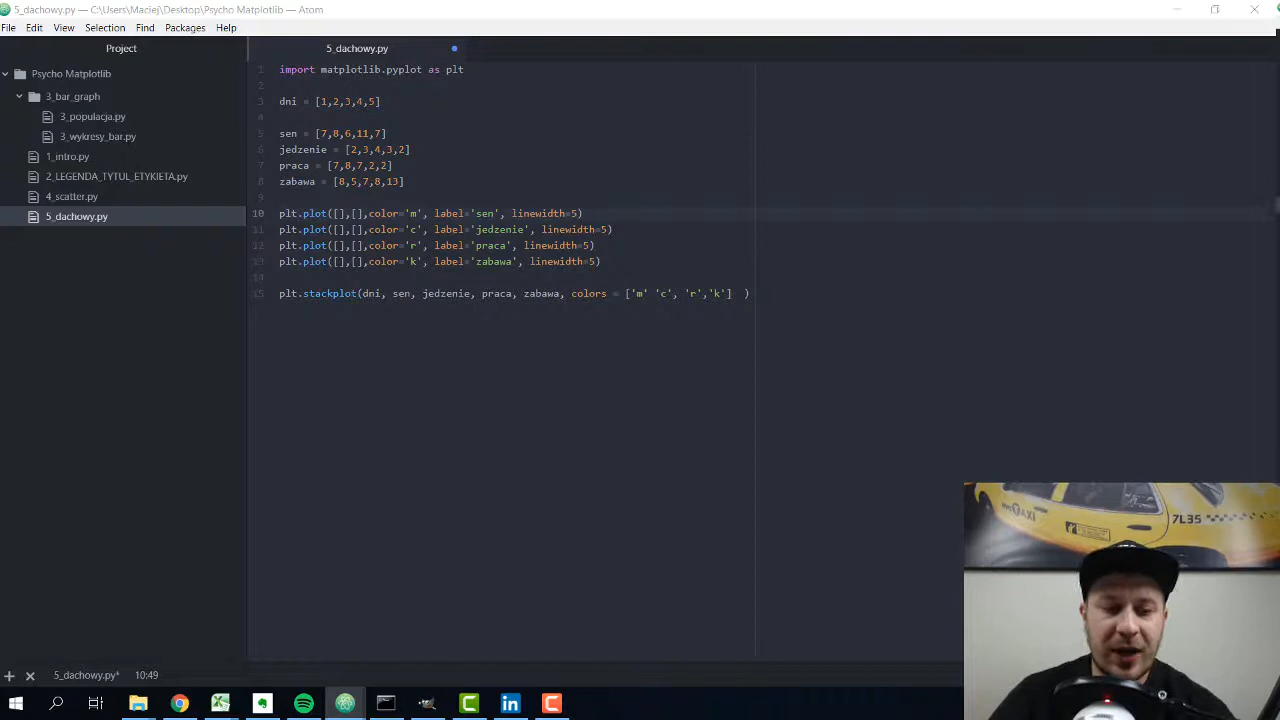 5_dachowy.py — C:\Users\Maciej\Desktop\Psycho Matplotlib — Atom
File Edit View Selection Find Packages Help
Project
5_dachowy.py
Psycho Matplotlib
3_bar_graph
3_populacja.py
3_wykresy_bar.py
1_intro.py
2_LEGENDA_TYTUL_ETYKIETA.py
4_scatter.py
5_dachowy.py
1 import matplotlib.pyplot as plt
2
3 dni = [1,2,3,4,5]
4
5 sen = [7,8,6,11,7]
6 jedzenie = [2,3,4,3,2]
7 praca = [7,8,7,2,2]
8 zabawa = [8,5,7,8,13]
9
10 plt.plot([],[],color='m', label='sen', linewidth=5)
11 plt.plot([],[],color='c', label='jedzenie', linewidth=5)
12 plt.plot([],[],color='r', label='praca', linewidth=5)
13 plt.plot([],[],color='k', label='zabawa', linewidth=5)
14
15 plt.stackplot(dni, sen, jedzenie, praca, zabawa, colors = ['m' 'c', 'r','k']  )
7L35
5_dachowy.py* 10:49